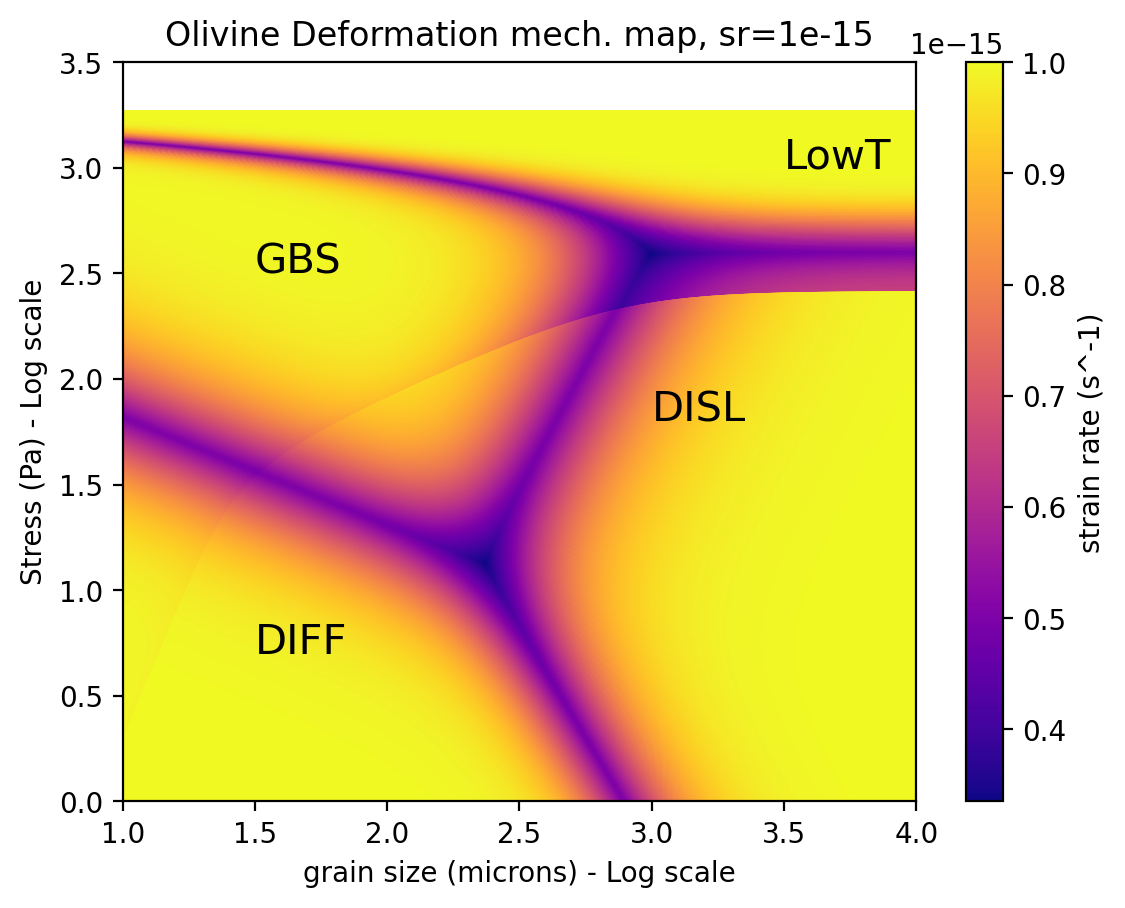 Olivine Deformation mech. map, sr=1e-15
1e−15
3.5
3.0
2.5
2.0
1.5
1.0
0.5
0.0
Stress (Pa) - Log scale
LowT
GBS
DISL
DIFF
1.0 1.5 2.0 2.5 3.0 3.5 4.0
grain size (microns) - Log scale
1.0
0.9
0.8
0.7
0.6
0.5
0.4
strain rate (s^-1)